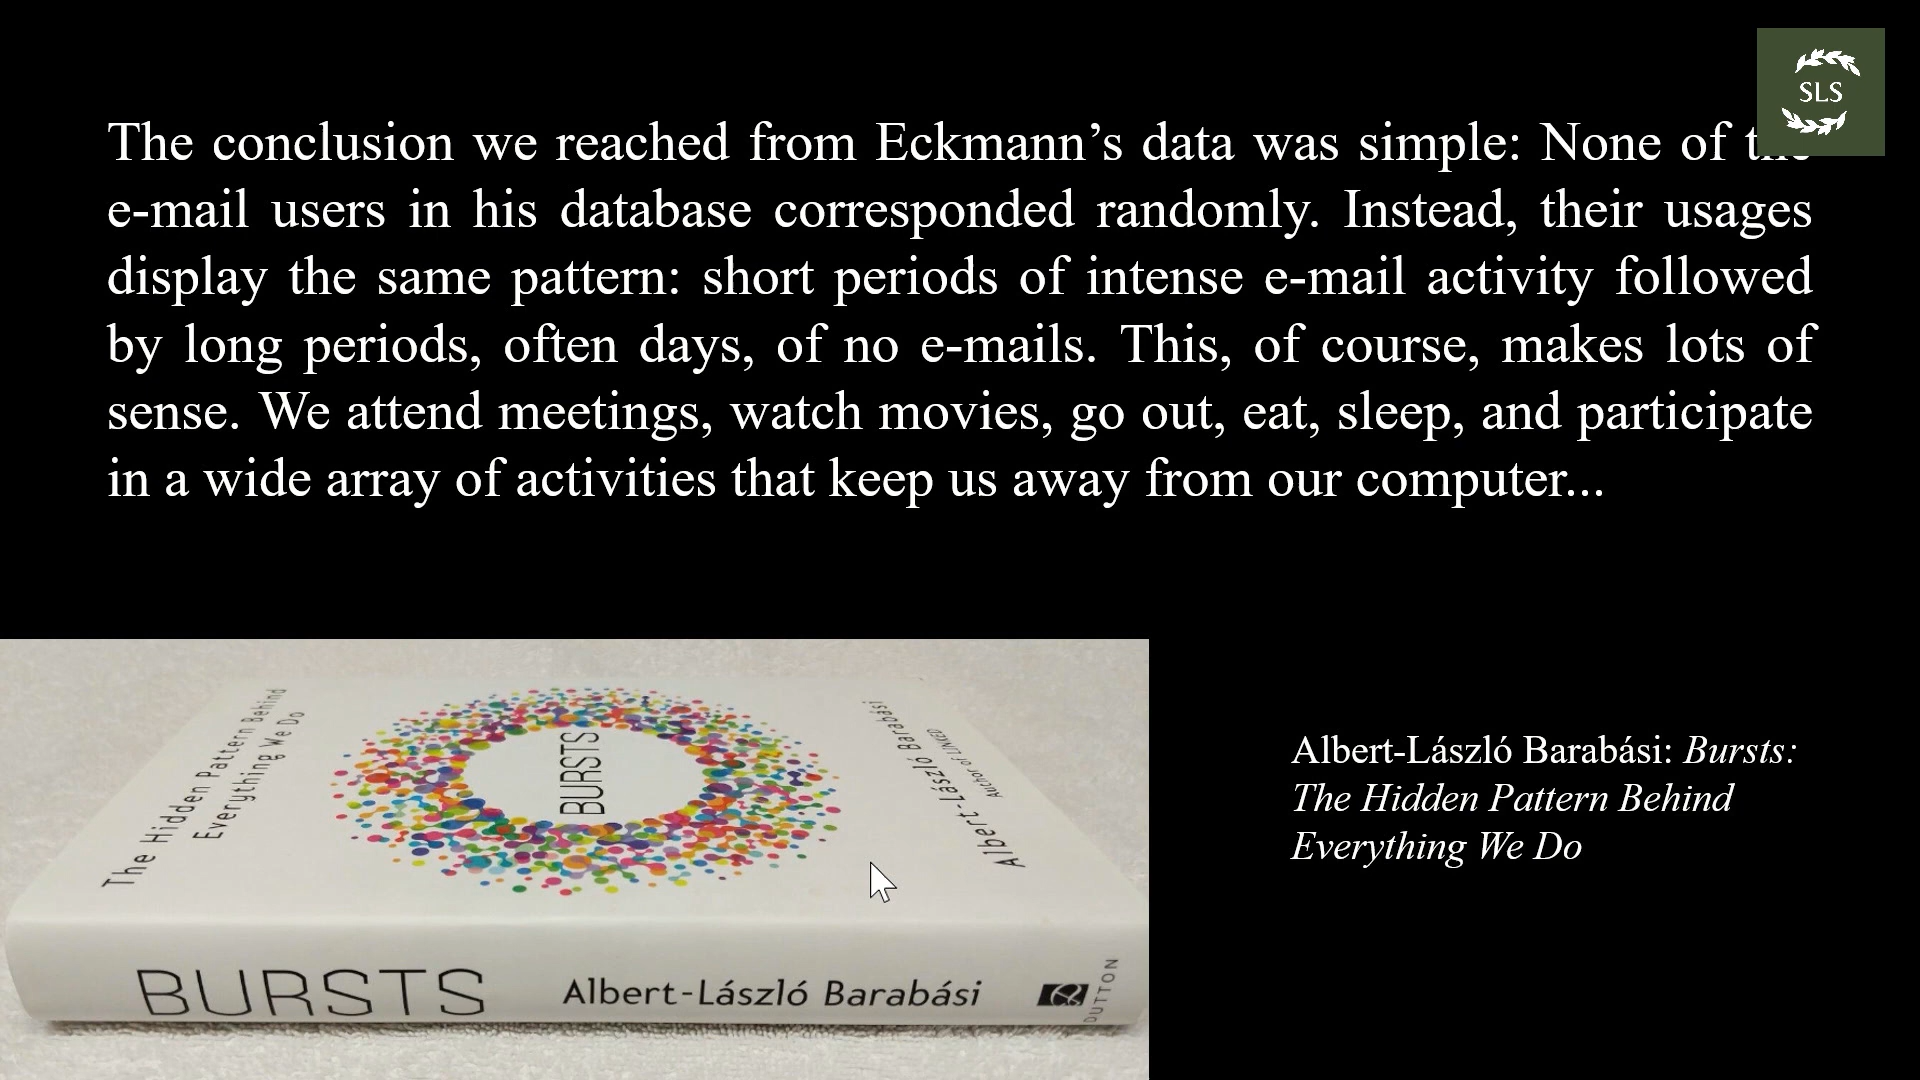 SLS
The conclusion we reached from Eckmann’s data was simple: None of the
e-mail users in his database corresponded randomly. Instead, their usages
display the same pattern: short periods of intense e-mail activity followed
by long periods, often days, of no e-mails. This, of course, makes lots of
sense. We attend meetings, watch movies, go out, eat, sleep, and participate
in a wide array of activities that keep us away from our computer...
The Hidden Pattern Behind
Everything We Do
BURSTS
Albert-László Barabási
Author of LINKED
BURSTS Albert-László Barabási DUTTON
Albert-László Barabási: Bursts:
The Hidden Pattern Behind
Everything We Do